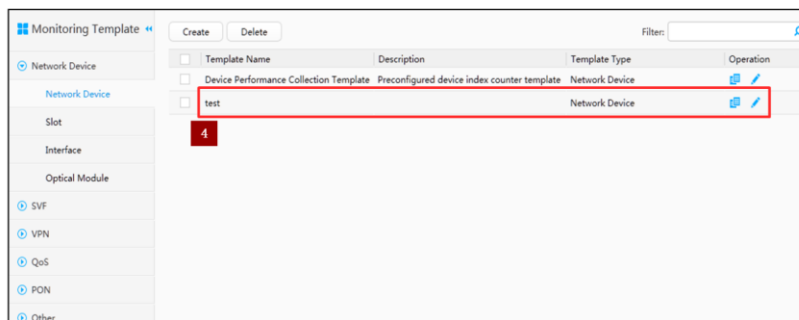 Monitoring Template
Create Delete Filter:
Template Name Description Template Type Operation
Network Device
Device Performance Collection Template Preconfigured device index counter template Network Device
Network Device
test Network Device
Slot
4
Interface
Optical Module
SVF
VPN
QoS
PON
Other